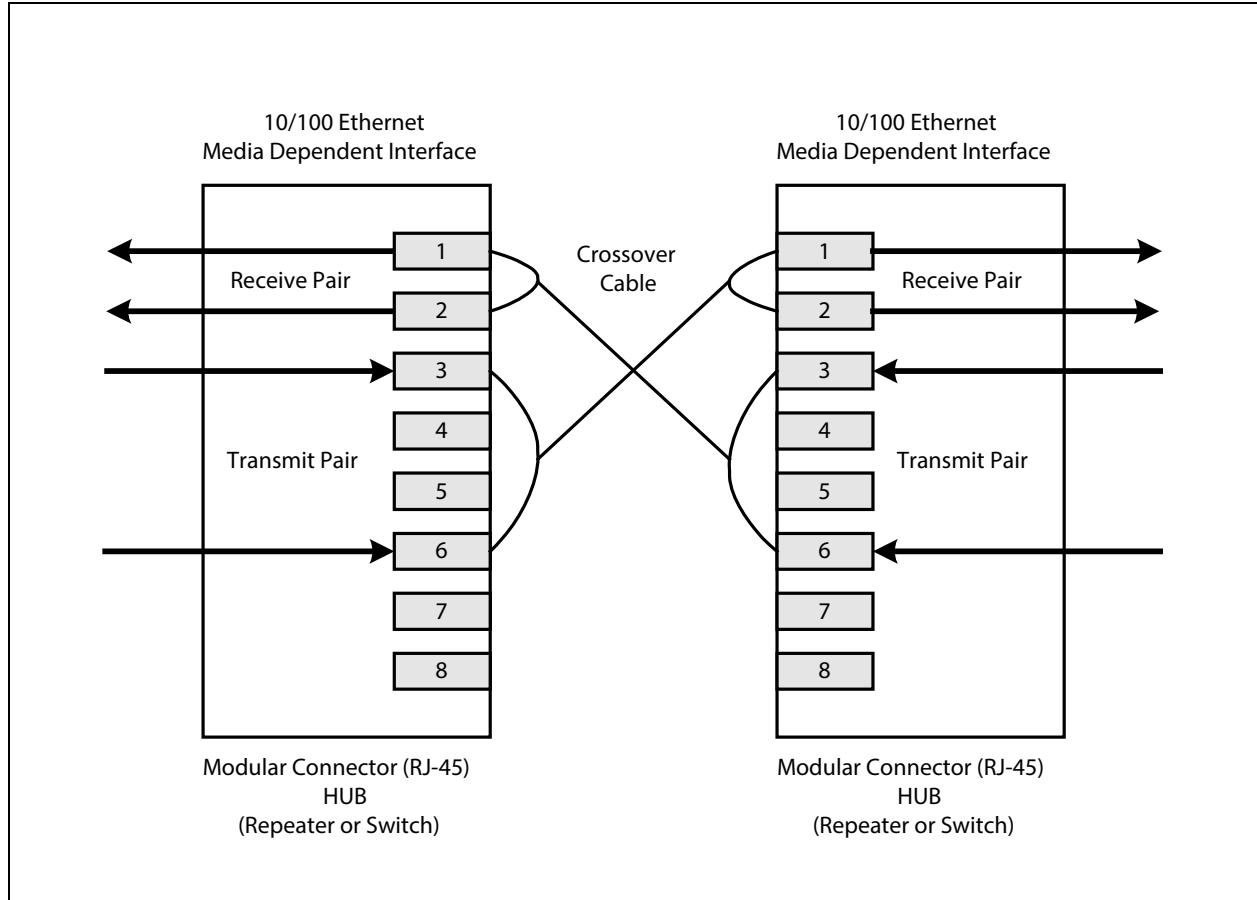 10/100 Ethernet
Media Dependent Interface
10/100 Ethernet
Media Dependent Interface
1
Receive Pair
2
3
4
Transmit Pair
5
6
7
8
Crossover
Cable
1
Receive Pair
2
3
4
Transmit Pair
5
6
7
8
Modular Connector (RJ-45)
HUB
(Repeater or Switch)
Modular Connector (RJ-45)
HUB
(Repeater or Switch)